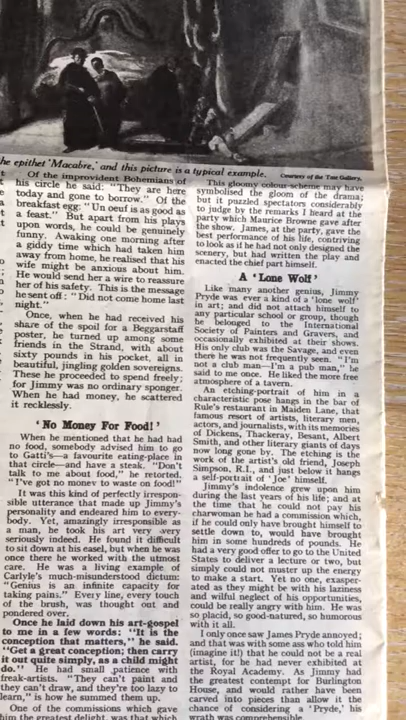 he epithet 'Macabre,' and this picture is a typical example. Courtesy of the Tate Gallery.
Of the improvident Bohemians of
his circle he said: "They are here
today and gone to borrow." Of the
breakfast egg: "Un oeuf is as good as
a feast." But apart from his plays
upon words, he could be genuinely
funny. Awaking one morning after
a giddy time which had taken him
away from home, he realised that his
wife might be anxious about him.
He would send her a wire to reassure
her of his safety. This is the message
he sent off: "Did not come home last
night."
Once, when he had received his
share of the spoil for a Beggarstaff
poster, he turned up among some
friends in the Strand, with about
sixty pounds in his pocket, all in
beautiful, jingling golden sovereigns.
These he proceeded to spend freely;
for Jimmy was no ordinary sponger.
When he had money, he scattered
it recklessly.
'No Money For Food!'
When he mentioned that he had had
no food, somebody advised him to go
to Gatti's—a favourite eating-place in
that circle—and have a steak. "Don't
talk to me about food," he retorted.
"I've got no money to waste on food!"
It was this kind of perfectly irrespon-
sible utterance that made up Jimmy's
personality and endeared him to every-
body. Yet, amazingly irresponsible as
a man, he took his art very very
seriously indeed. He found it difficult
to sit down at his easel, but when he was
once there he worked with the utmost
care. He was a living example of
Carlyle's much-misunderstood dictum:
"Genius is an infinite capacity for
taking pains." Every line, every touch
of the brush, was thought out and
pondered over.
Once he laid down his art-gospel
to me in a few words: "It is the
conception that matters," he said.
"Get a great conception; then carry
it out quite simply, as a child might
do." He had small patience with
freak-artists. "They can't paint and
they can't draw, and they're too lazy to
learn," is how he summed them up.
One of the commissions which gave
him the greatest delight, was that which
This gloomy colour-scheme may have
symbolised the gloom of the drama;
but it puzzled spectators considerably
to judge by the remarks I heard at the
party which Maurice Browne gave after
the show. James, at the party, gave the
best performance of his life, contriving
to look as if he had not only designed the
scenery, but had written the play and
enacted the chief part himself.
A 'Lone Wolf'
Like many another genius, Jimmy
Pryde was ever a kind of a 'lone wolf'
in art; and did not attach himself to
any particular school or group, though
he belonged to the International
Society of Painters and Gravers, and
occasionally exhibited at their shows.
His only club was the Savage, and even
there he was not frequently seen. "I'm
not a club man—I'm a pub man," he
said to me once. He liked the more free
atmosphere of a tavern.
An etching-portrait of him in a
characteristic pose hangs in the bar of
Rule's restaurant in Maiden Lane, that
famous resort of artists, literary men,
actors, and journalists, with its memories
of Dickens, Thackeray, Besant, Albert
Smith, and other literary giants of days
now long gone by. The etching is the
work of the artist's old friend, Joseph
Simpson, R.I., and just below it hangs
a self-portrait of 'Joe' himself.
Jimmy's indolence grew upon him
during the last years of his life; and at
the time that he could not pay his
charwoman he had a commission which,
if he could only have brought himself to
settle down to, would have brought
him in some hundreds of pounds. He
had a very good offer to go to the United
States to deliver a lecture or two, but
simply could not muster up the energy
to make a start. Yet no one, exasper-
ated as they might be with his laziness
and wilful neglect of his opportunities,
could be really angry with him. He was
so placid, so good-natured, so humorous
with it all.
I only once saw James Pryde annoyed;
and that was with some ass who told him
(imagine it!) that he could not be a real
artist, for he had never exhibited at
the Royal Academy. As Jimmy had
the greatest contempt for Burlington
House, and would rather have been
carved into pieces than allow it the
chance of considering a 'Pryde,' his
wrath was comprehensible.